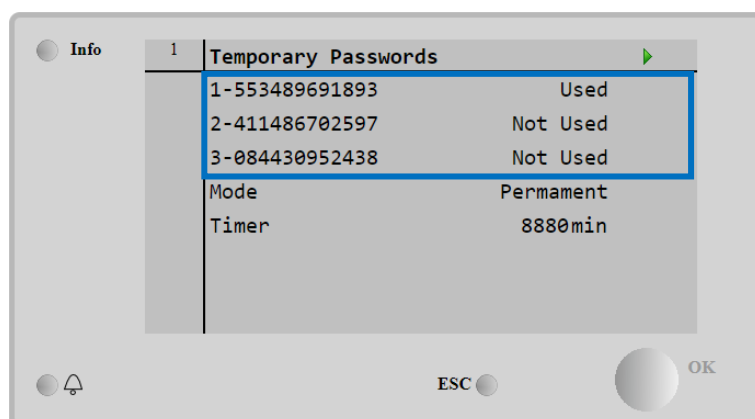 Info
1 Temporary Passwords
1-553489691893 Used
2-411486702597 Not Used
3-084430952438 Not Used
Mode Permament
Timer 8880min
OK
ESC